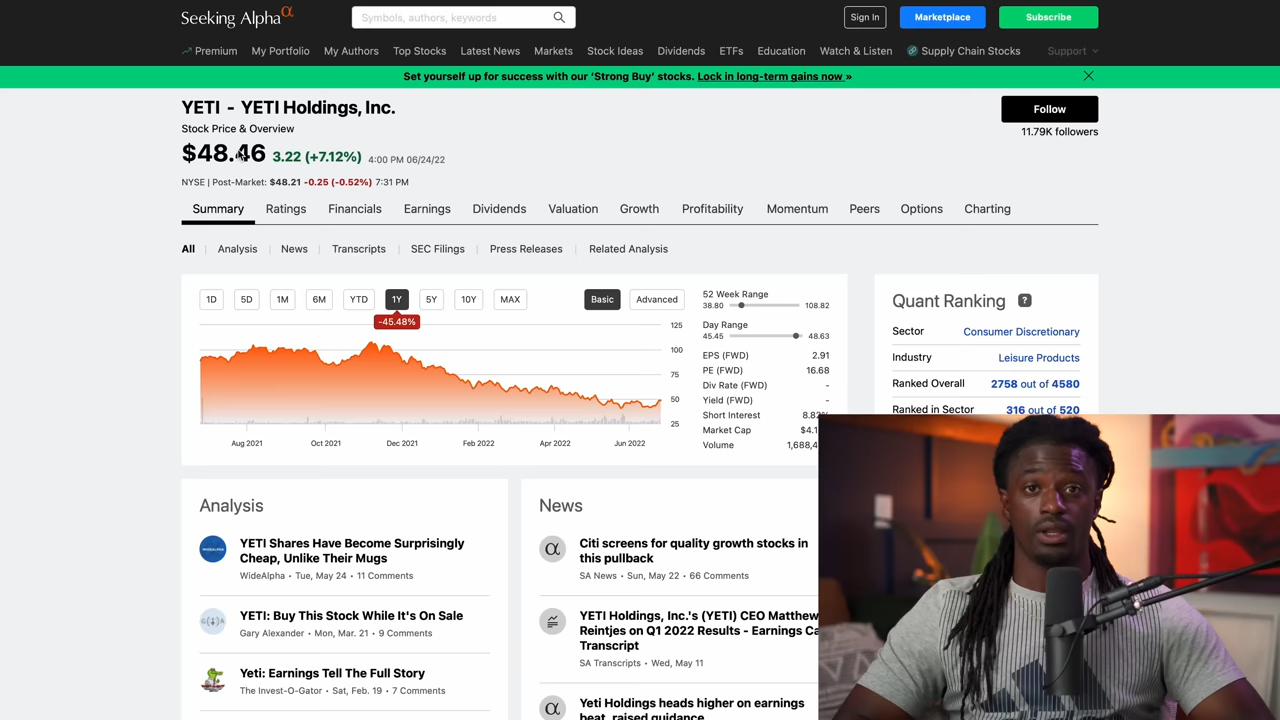 Seeking Alpha α
Symbols, authors, keywords
Sign In
Marketplace
Subscribe
Premium My Portfolio My Authors Top Stocks Latest News Markets Stock Ideas Dividends ETFs Education Watch & Listen Supply Chain Stocks Support
Set yourself up for success with our ‘Strong Buy’ stocks. Lock in long-term gains now »
YETI - YETI Holdings, Inc.
Follow
Stock Price & Overview
11.79K followers
$48.46 3.22 (+7.12%) 4:00 PM 06/24/22
NYSE | Post-Market: $48.21 -0.25 (-0.52%) 7:31 PM
Summary Ratings Financials Earnings Dividends Valuation Growth Profitability Momentum Peers Options Charting
All | Analysis | News | Transcripts | SEC Filings | Press Releases | Related Analysis
1D 5D 1M 6M YTD 1Y 5Y 10Y MAX Basic Advanced
-45.48%
125
100
75
50
25
Aug 2021 Oct 2021 Dec 2021 Feb 2022 Apr 2022 Jun 2022
52 Week Range
38.80 108.82
Day Range
45.45 48.63
EPS (FWD) 2.91
PE (FWD) 16.68
Div Rate (FWD) -
Yield (FWD) -
Short Interest 8.82%
Market Cap $4.1
Volume 1,688,4
Quant Ranking ?
Sector Consumer Discretionary
Industry Leisure Products
Ranked Overall 2758 out of 4580
Ranked in Sector 316 out of 520
Analysis
WIDEALPHA
YETI Shares Have Become Surprisingly
Cheap, Unlike Their Mugs
WideAlpha • Tue, May 24 • 11 Comments
YETI: Buy This Stock While It's On Sale
Gary Alexander • Mon, Mar. 21 • 9 Comments
Yeti: Earnings Tell The Full Story
The Invest-O-Gator • Sat, Feb. 19 • 7 Comments
News
α
Citi screens for quality growth stocks in
this pullback
SA News • Sun, May 22 • 66 Comments
YETI Holdings, Inc.'s (YETI) CEO Matthew
Reintjes on Q1 2022 Results - Earnings Ca
Transcript
SA Transcripts • Wed, May 11
α
Yeti Holdings heads higher on earnings
beat, raised guidance